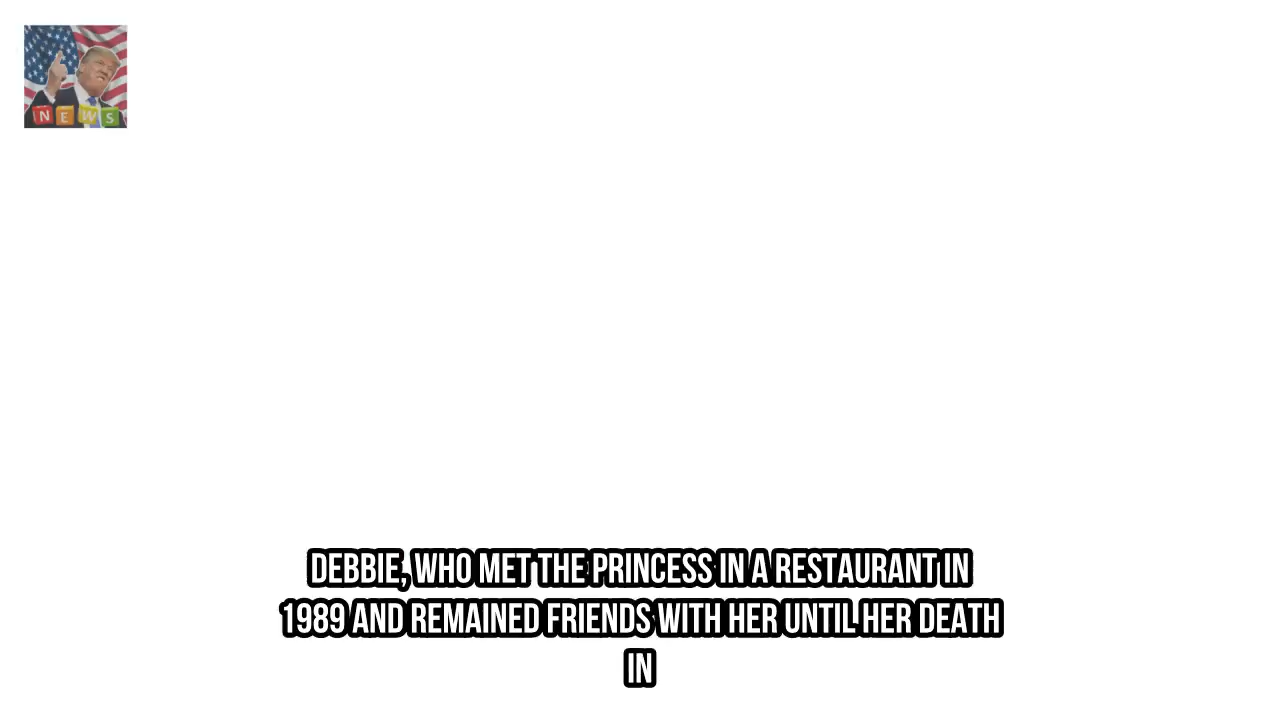 NEWS
DEBBIE, WHO MET THE PRINCESS IN A RESTAURANT IN
1989 AND REMAINED FRIENDS WITH HER UNTIL HER DEATH
IN